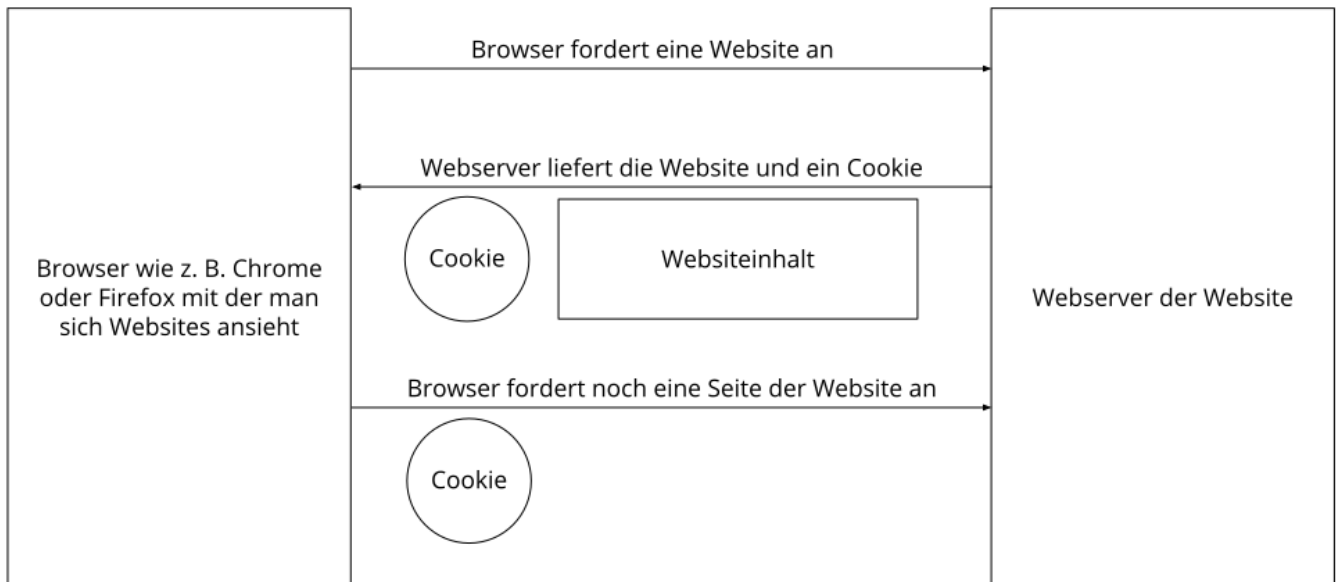 Browser fordert eine Website an
Webserver liefert die Website und ein Cookie
Cookie
Websiteinhalt
Browser wie z. B. Chrome
oder Firefox mit der man
sich Websites ansieht
Webserver der Website
Browser fordert noch eine Seite der Website an
Cookie